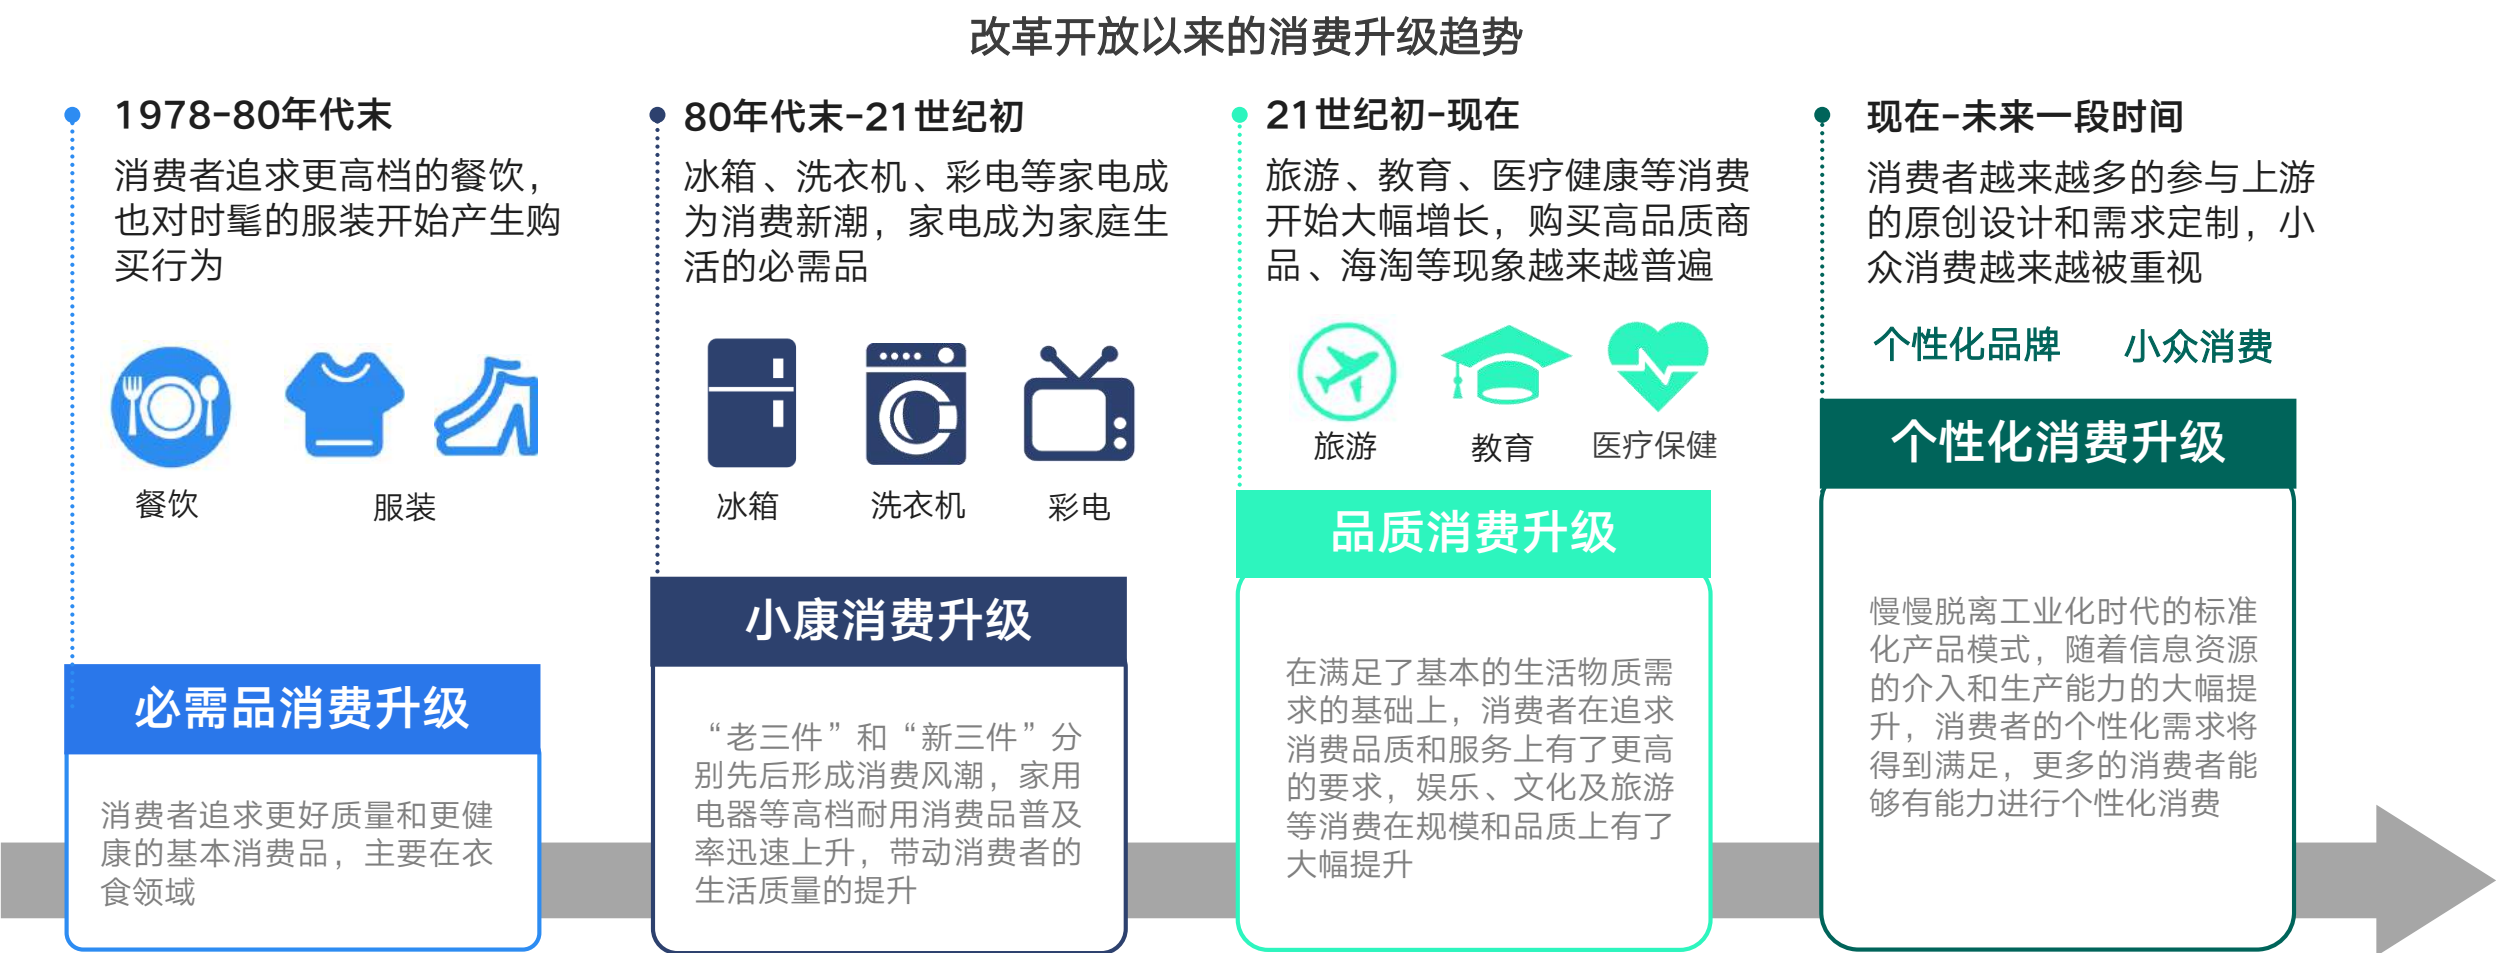 改革开放以来的消费升级趋势
1978-80年代末
消费者追求更高档的餐饮，
也对时髦的服装开始产生购
买行为
餐饮
服装
必需品消费升级
消费者追求更好质量和更健
康的基本消费品，主要在衣
食领域
80年代末-21世纪初
冰箱、洗衣机、彩电等家电成
为消费新潮，家电成为家庭生
活的必需品
冰箱
洗衣机
彩电
小康消费升级
“老三件”和“新三件”分
别先后形成消费风潮，家用
电器等高档耐用消费品普及
率迅速上升，带动消费者的
生活质量的提升
21世纪初-现在
旅游、教育、医疗健康等消费
开始大幅增长，购买高品质商
品、海淘等现象越来越普遍
旅游
教育
医疗保健
品质消费升级
在满足了基本的生活物质需
求的基础上，消费者在追求
消费品质和服务上有了更高
的要求，娱乐、文化及旅游
等消费在规模和品质上有了
大幅提升
现在-未来一段时间
消费者越来越多的参与上游
的原创设计和需求定制，小
众消费越来越被重视
个性化品牌
小众消费
个性化消费升级
慢慢脱离工业化时代的标准
化产品模式，随着信息资源
的介入和生产能力的大幅提
升，消费者的个性化需求将
得到满足，更多的消费者能
够有能力进行个性化消费